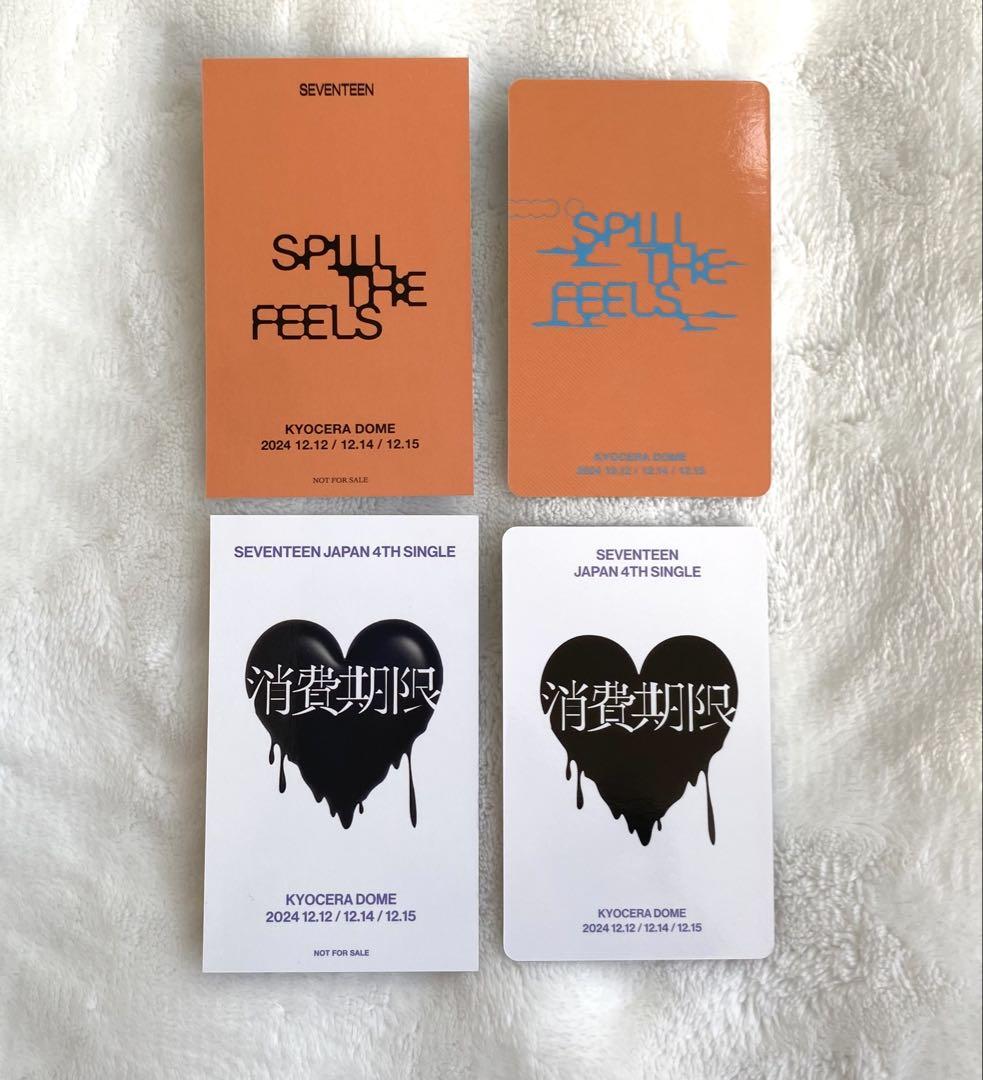 SEVENTEEN
SPILL
THE
FEELS
KYOCERA DOME
2024 12.12 / 12.14 / 12.15
NOT FOR SALE
SPILL
THE
FEELS
KYOCERA DOME
2024 12.12 / 12.14 / 12.15
SEVENTEEN JAPAN 4TH SINGLE
消費期限
KYOCERA DOME
2024 12.12 / 12.14 / 12.15
NOT FOR SALE
SEVENTEEN
JAPAN 4TH SINGLE
消費期限
KYOCERA DOME
2024 12.12 / 12.14 / 12.15